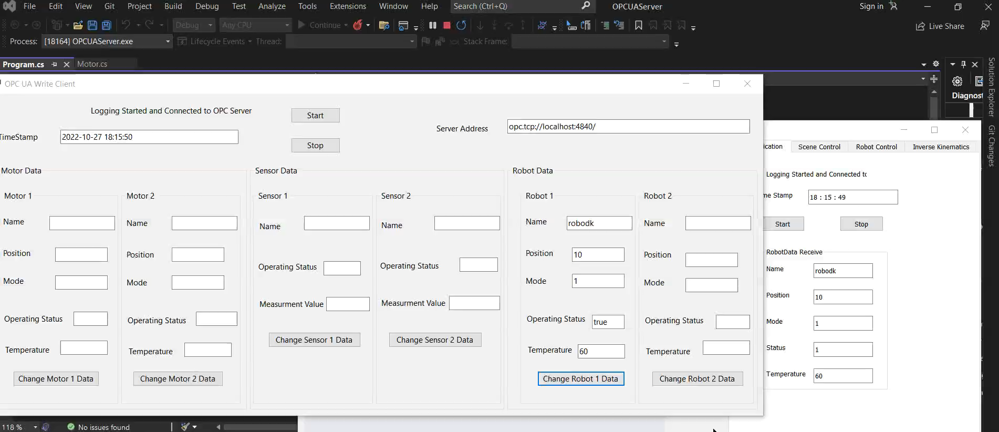 File Edit View Git Project Build Debug Test Analyze Tools Extensions Window Help Search (Ctrl+Q) OPCUAServer Sign in
Debug Any CPU Continue Live Share
Process: [18164] OPCUAServer.exe Lifecycle Events Thread: Stack Frame:
Program.cs Motor.cs
Solution Explorer
Git Changes
OPC UA Write Client
Logging Started and Connected to OPC Server
Start
Stop
TimeStamp 2022-10-27 18:15:50
Server Address opc.tcp://localhost:4840/
Motor Data
Motor 1
Name
Position
Mode
Operating Status
Temperature
Change Motor 1 Data
Motor 2
Name
Position
Mode
Operating Status
Temperature
Change Motor 2 Data
Sensor Data
Sensor 1
Name
Operating Status
Measurment Value
Change Sensor 1 Data
Sensor 2
Name
Operating Status
Measurment Value
Change Sensor 2 Data
Robot Data
Robot 1
Name robodk
Position 10
Mode 1
Operating Status true
Temperature 60
Change Robot 1 Data
Robot 2
Name
Position
Mode
Operating Status
Temperature
Change Robot 2 Data
Scene Control Robot Control Inverse Kinematics
Logging Started and Connected
Stamp 18 : 15 : 49
Start Stop
RobotData Receive
Name robodk
Position 10
Mode 1
Status 1
Temperature 60
118 % No issues found